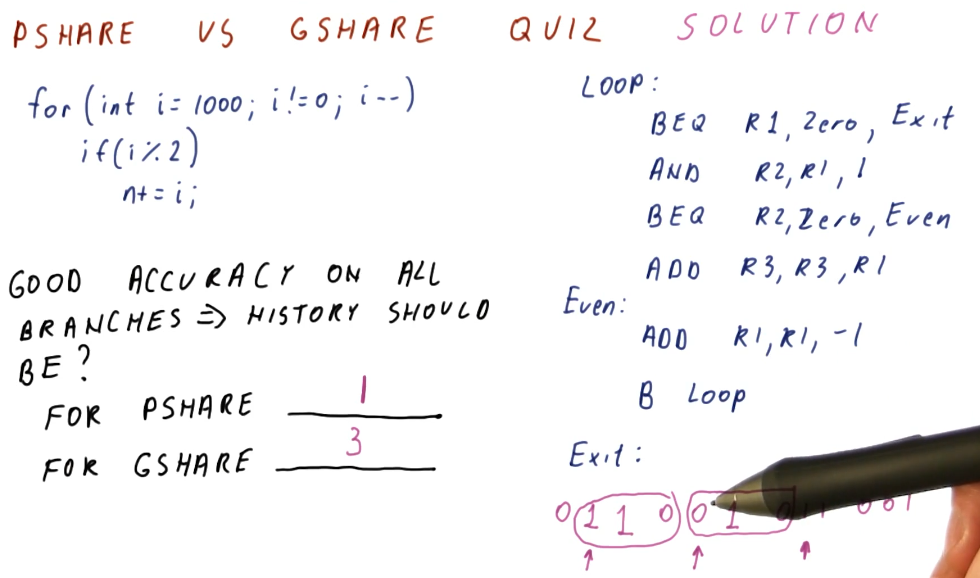 PSHARE VS GSHARE QUIZ SOLUTION
for (int i= 1000; i!=0; i--)
if(i%2)
n+=i;
GOOD ACCURACY ON ALL
BRANCHES => HISTORY SHOULD
BE?
FOR PSHARE 1
FOR GSHARE 3
LOOP:
BEQ R1, Zero, Exit
AND R2, R1, 1
BEQ R2, Zero, Even
ADD R3, R3, R1
Even:
ADD R1, R1, -1
B Loop
Exit:
0 1 1 0 0 1 0 1 1 0 0 1